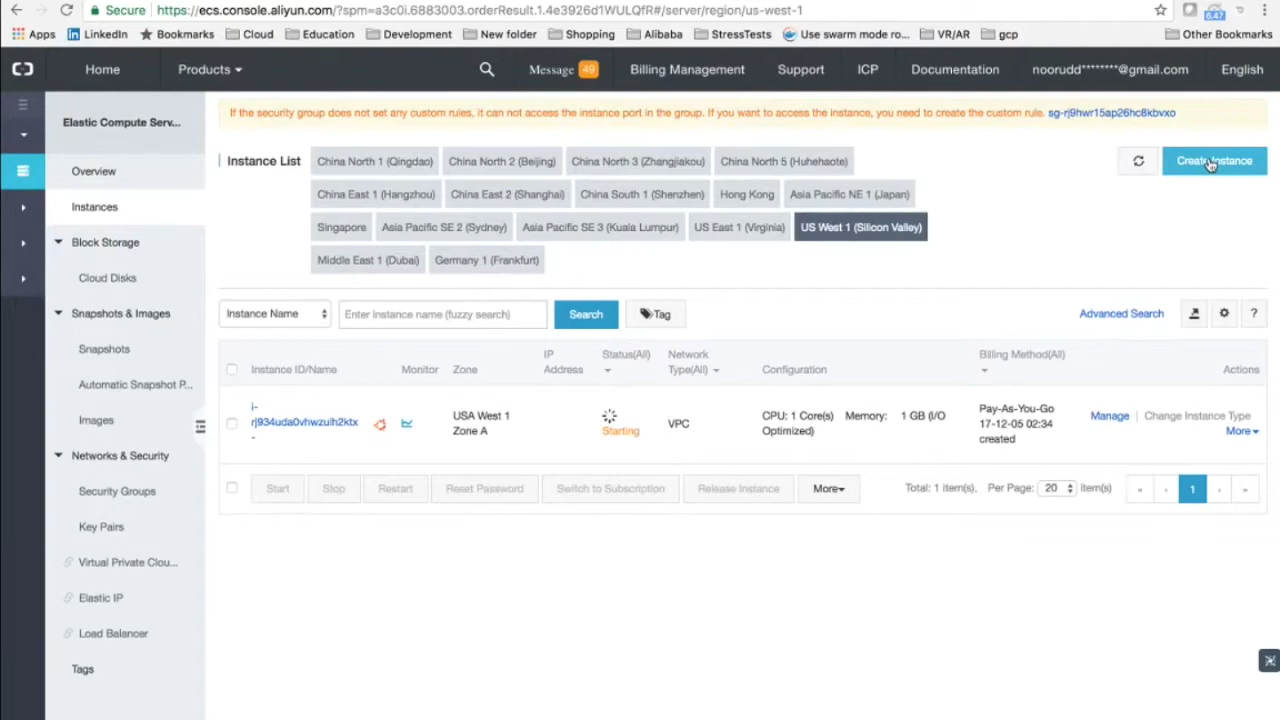 Secure https://ecs.console.aliyun.com/?spm=a3c0i.6883003.orderResult.1.4e3926d1WULQfR#/server/region/us-west-1
6.47
Apps LinkedIn Bookmarks Cloud Education Development New folder Shopping Alibaba StressTests Use swarm mode ro... VR/AR gcp Other Bookmarks
Home Products Message 49 Billing Management Support ICP Documentation noorudd********@gmail.com English
Elastic Compute Serv...
Overview
Instances
Block Storage
Cloud Disks
Snapshots & Images
Snapshots
Automatic Snapshot P...
Images
Networks & Security
Security Groups
Key Pairs
Virtual Private Clou...
Elastic IP
Load Balancer
Tags
If the security group does not set any custom rules, it can not access the instance port in the group. If you want to access the instance, you need to create the custom rule. sg-rj9hwr15ap26hc8kbvxo
Instance List China North 1 (Qingdao) China North 2 (Beijing) China North 3 (Zhangjiakou) China North 5 (Huhehaote) Create Instance
China East 1 (Hangzhou) China East 2 (Shanghai) China South 1 (Shenzhen) Hong Kong Asia Pacific NE 1 (Japan)
Singapore Asia Pacific SE 2 (Sydney) Asia Pacific SE 3 (Kuala Lumpur) US East 1 (Virginia) US West 1 (Silicon Valley)
Middle East 1 (Dubai) Germany 1 (Frankfurt)
Instance Name Enter instance name (fuzzy search) Search Tag Advanced Search ?
Instance ID/Name Monitor Zone IP Address Status(All) Network Type(All) Configuration Billing Method(All) Actions
i-
rj934uda0vhwzulh2ktx
-
USA West 1
Zone A
Starting
VPC
CPU: 1 Core(s) Memory: 1 GB (I/O
Optimized)
Pay-As-You-Go
17-12-05 02:34
created
Manage | Change Instance Type
More
Start Stop Restart Reset Password Switch to Subscription Release Instance More Total: 1 item(s), Per Page: 20 item(s) « ‹ 1 › »